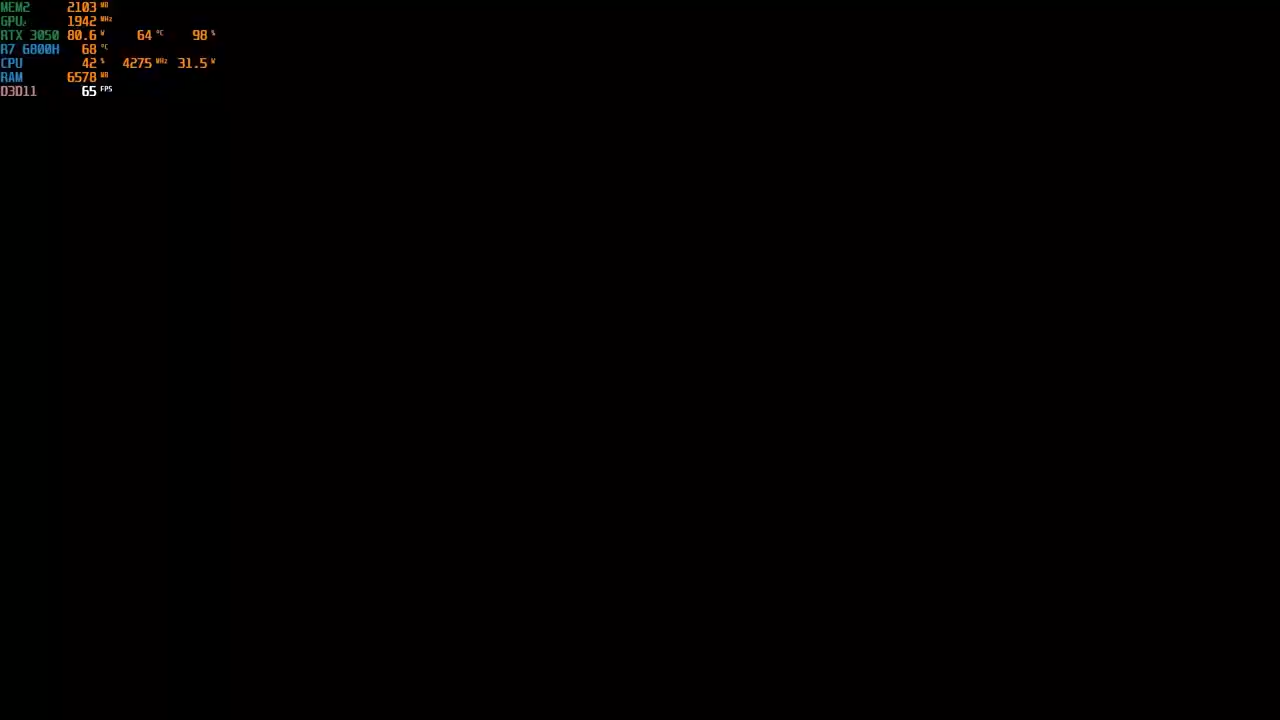 MEM2 2103 MB
GPU 1942 MHz
RTX 3050 80.6 W 64 °C 98 %
R7 6800H 68 °C
CPU 42 % 4275 MHz 31.5 W
RAM 6578 MB
D3D11 65 FPS